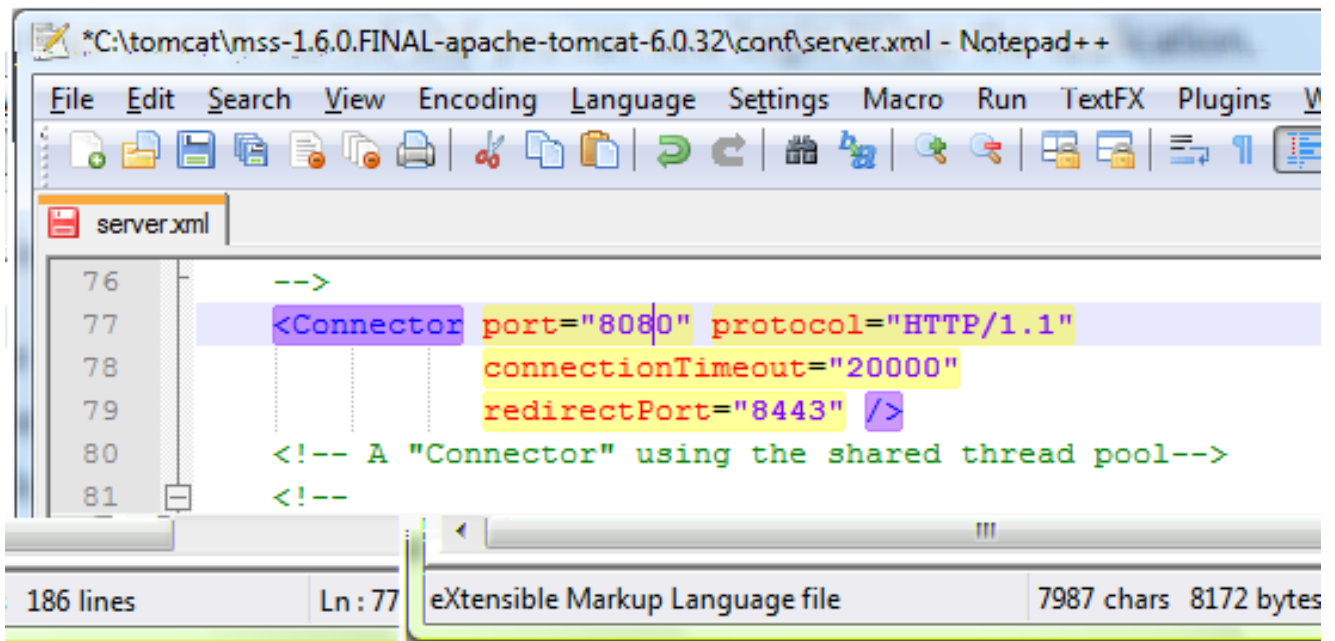 *C:\tomcat\mss-1.6.0.FINAL-apache-tomcat-6.0.32\conf\server.xml - Notepad++
File Edit Search View Encoding Language Settings Macro Run TextFX Plugins W
server.xml
76 -->
77 <Connector port="8080" protocol="HTTP/1.1"
78 connectionTimeout="20000"
79 redirectPort="8443" />
80 <!-- A "Connector" using the shared thread pool-->
81 <!--
186 lines Ln : 77 eXtensible Markup Language file 7987 chars 8172 bytes